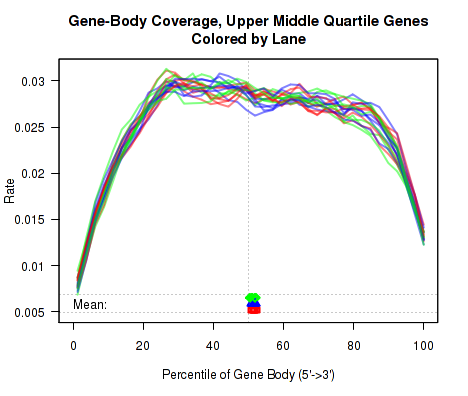 Gene-Body Coverage, Upper Middle Quartile Genes
Colored by Lane
0.03
0.025
0.02
0.015
0.01
0.005
Rate
Mean:
0 20 40 60 80 100
Percentile of Gene Body (5'->3')